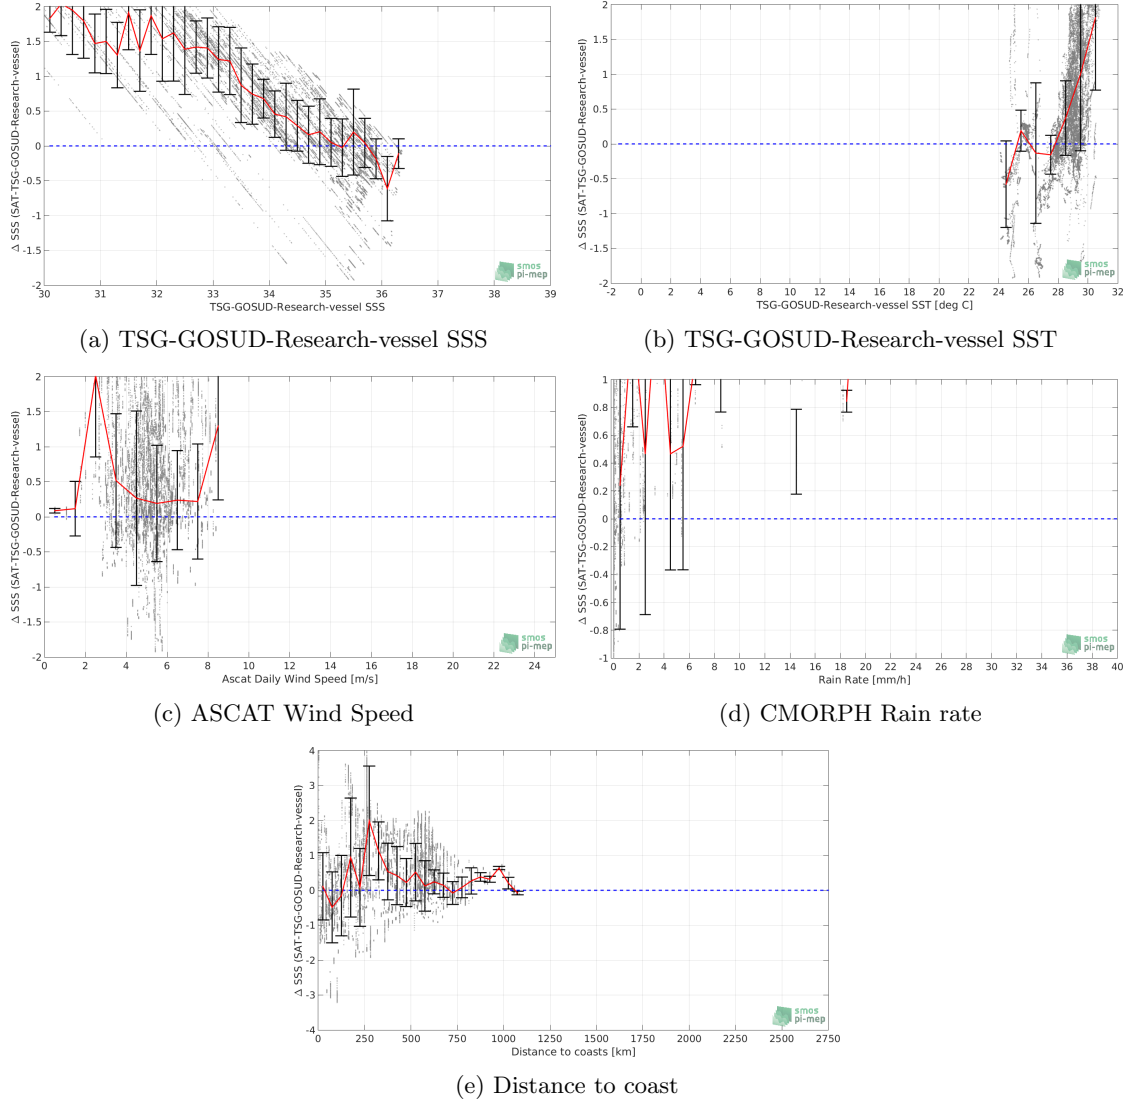 Δ SSS (SAT-TSG-GOSUD-Research-vessel)
2
1.5
1
0.5
0
-0.5
-1
-1.5
-2
30 31 32 33 34 35 36 37 38 39
TSG-GOSUD-Research-vessel SSS
smos
pi-mep
(a) TSG-GOSUD-Research-vessel SSS
Δ SSS (SAT-TSG-GOSUD-Research-vessel)
2
1.5
1
0.5
0
-0.5
-1
-1.5
-2
-2 0 2 4 6 8 10 12 14 16 18 20 22 24 26 28 30 32
TSG-GOSUD-Research-vessel SST [deg C]
smos
pi-mep
(b) TSG-GOSUD-Research-vessel SST
Δ SSS (SAT-TSG-GOSUD-Research-vessel)
2
1.5
1
0.5
0
-0.5
-1
-1.5
-2
0 2 4 6 8 10 12 14 16 18 20 22 24
Ascat Daily Wind Speed [m/s]
smos
pi-mep
(c) ASCAT Wind Speed
Δ SSS (SAT-TSG-GOSUD-Research-vessel)
1
0.8
0.6
0.4
0.2
0
-0.2
-0.4
-0.6
-0.8
-1
0 2 4 6 8 10 12 14 16 18 20 22 24 26 28 30 32 34 36 38 40
Rain Rate [mm/h]
smos
pi-mep
(d) CMORPH Rain rate
Δ SSS (SAT-TSG-GOSUD-Research-vessel)
4
3
2
1
0
-1
-2
-3
-4
0 250 500 750 1000 1250 1500 1750 2000 2250 2500 2750
Distance to coasts [km]
smos
pi-mep
(e) Distance to coast